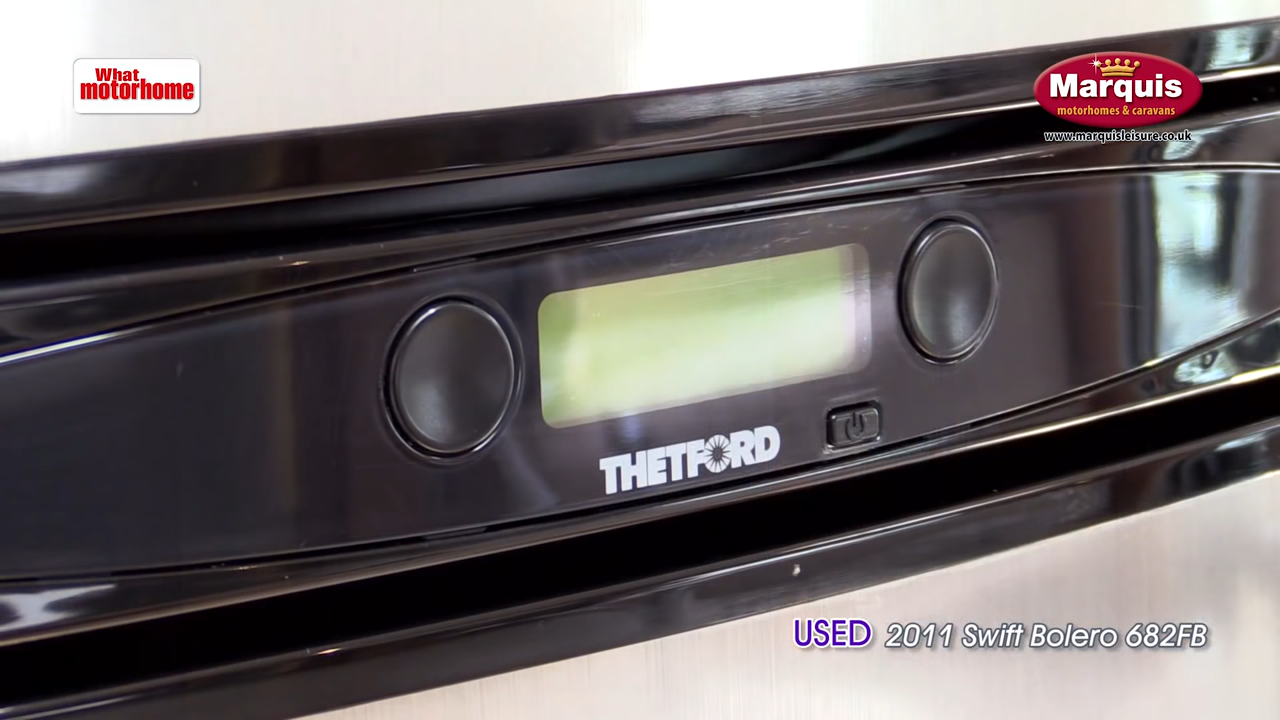 What
motorhome
Marquis
motorhomes & caravans
www.marquisleisure.co.uk
THETFORD
USED 2011 Swift Bolero 682FB